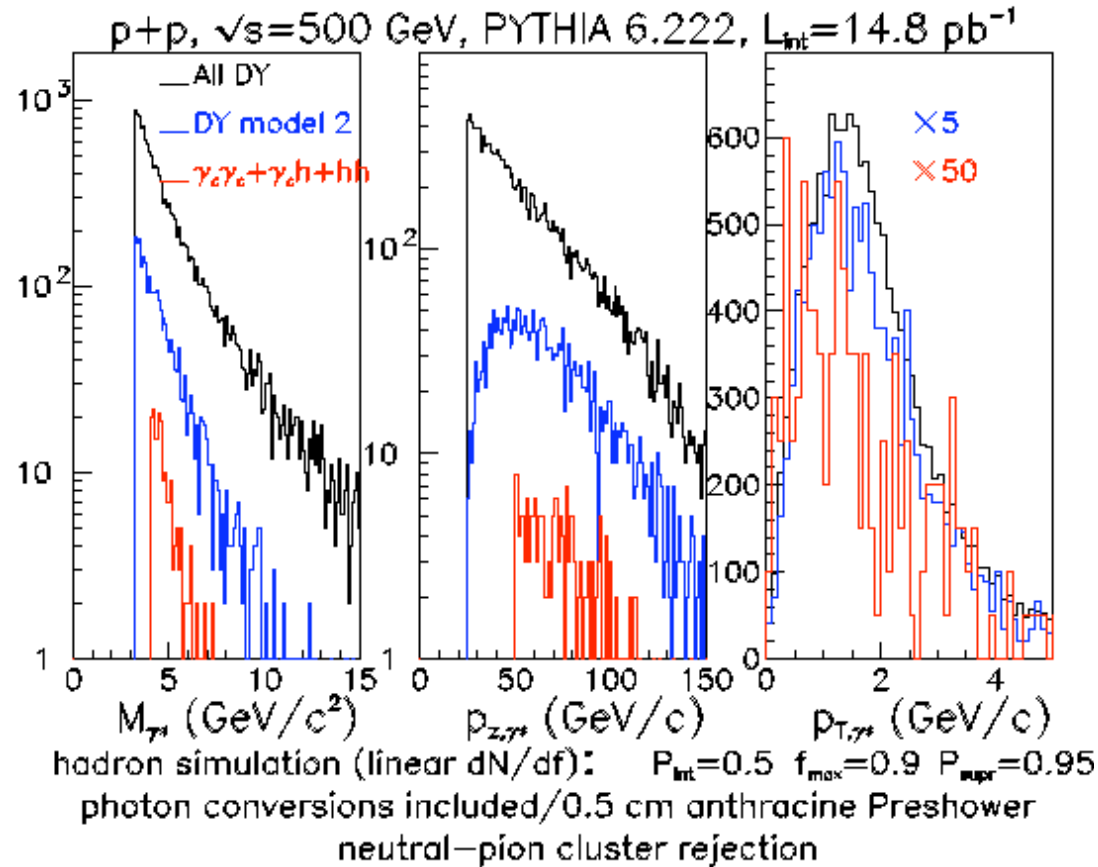 p+p, √s=500 GeV, PYTHIA 6.222, L_int=14.8 pb⁻¹
All DY
DY model 2
γ_cγ_c+γ_ch+hh
×5
×50
10³
10²
10
1
0 5 10 15
M_γ* (GeV/c²)
10²
10
1
0 50 100 150
p_z,γ* (GeV/c)
600
500
400
300
200
100
0
0 2 4
p_T,γ* (GeV/c)
hadron simulation (linear dN/df): P_int=0.5 f_max=0.9 P_supr=0.95
photon conversions included/0.5 cm anthracine Preshower
neutral-pion cluster rejection